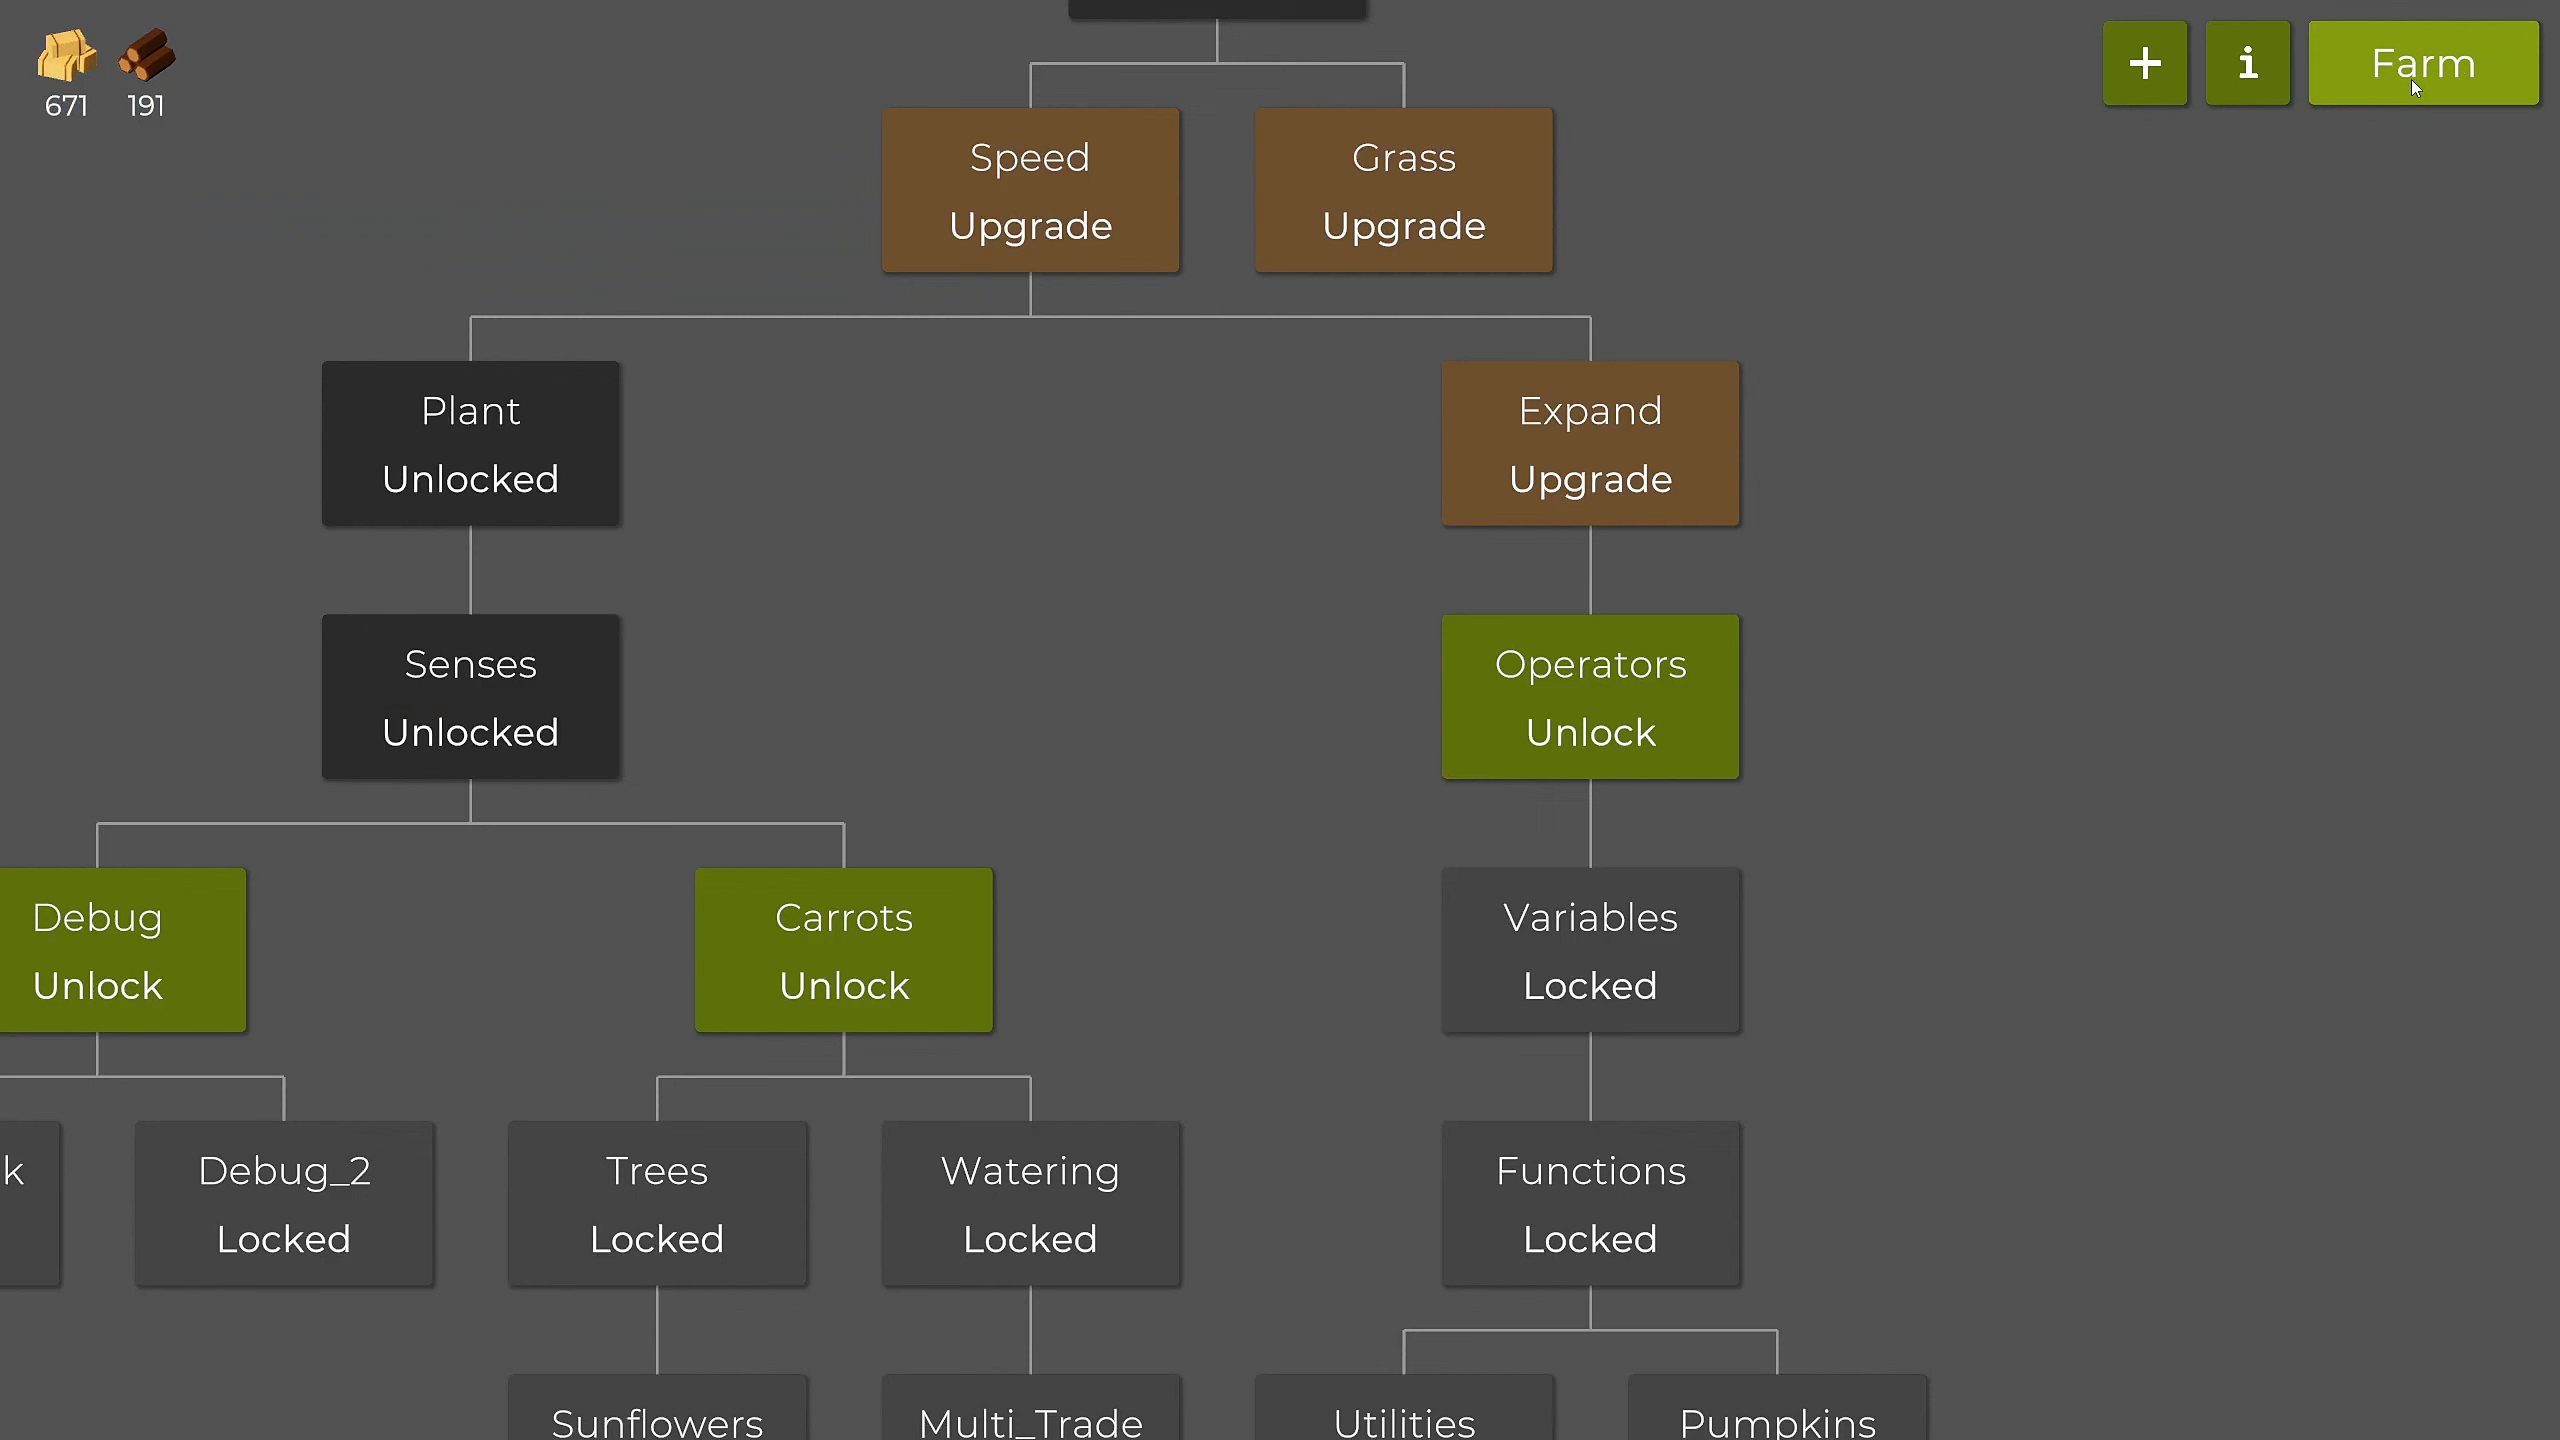 671 191
+ i Farm
Speed
Upgrade
Grass
Upgrade
Plant
Unlocked
Expand
Upgrade
Senses
Unlocked
Operators
Unlock
Debug
Unlock
Carrots
Unlock
Variables
Locked
k
Debug_2
Locked
Trees
Locked
Watering
Locked
Functions
Locked
Sunflowers
Multi_Trade
Utilities
Pumpkins